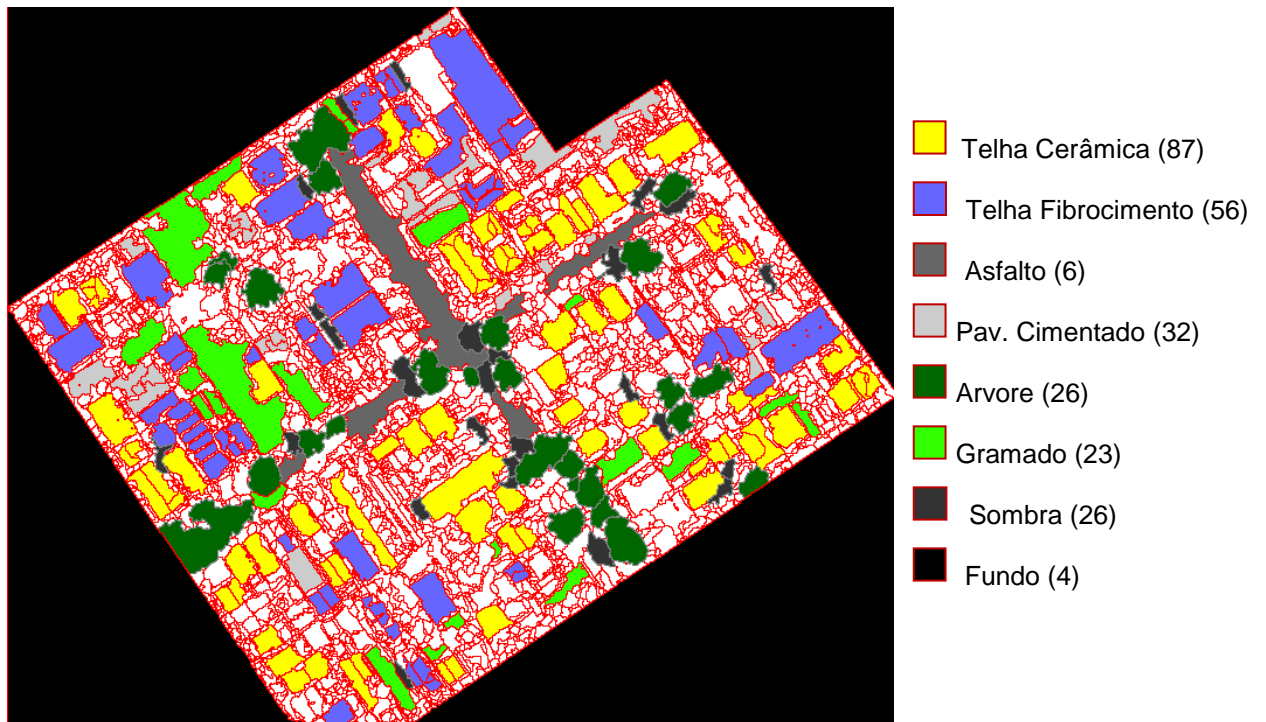 Telha Cerâmica (87)
Telha Fibrocimento (56)
Asfalto (6)
Pav. Cimentado (32)
Arvore (26)
Gramado (23)
Sombra (26)
Fundo (4)